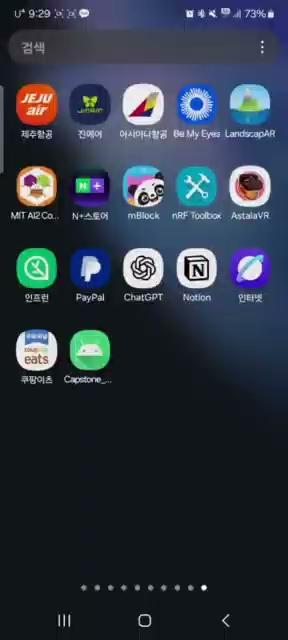 U+ 9:29
73%
검색
JEJU
air
JINAIR
제주항공
진에어
아시아나항공
Be My Eyes
LandscapAR
N+
MIT AI2 Co...
N+스토어
mBlock
nRF Toolbox
AstalaVR
인프런
PayPal
ChatGPT
Notion
인터넷
coupang
eats
쿠팡이츠
Capstone_...